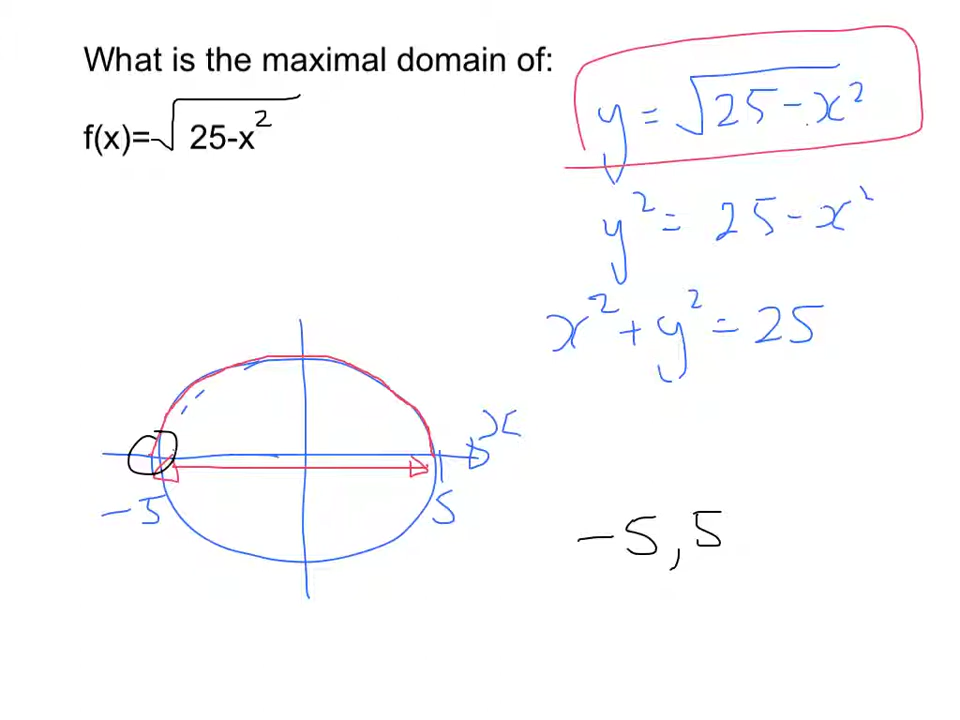 What is the maximal domain of:
f(x)=√25-x²
y = √25-x²
y² = 25-x²
x²+y²=25
x
-5
5
-5,5